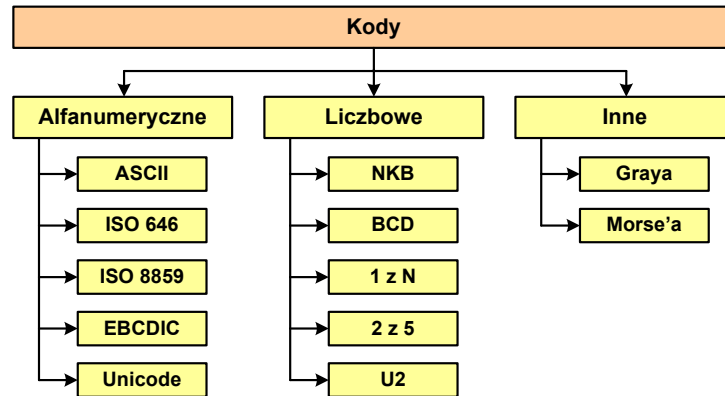 Kody
Alfanumeryczne
ASCII
ISO 646
ISO 8859
EBCDIC
Unicode
Liczbowe
NKB
BCD
1 z N
2 z 5
U2
Inne
Graya
Morse’a